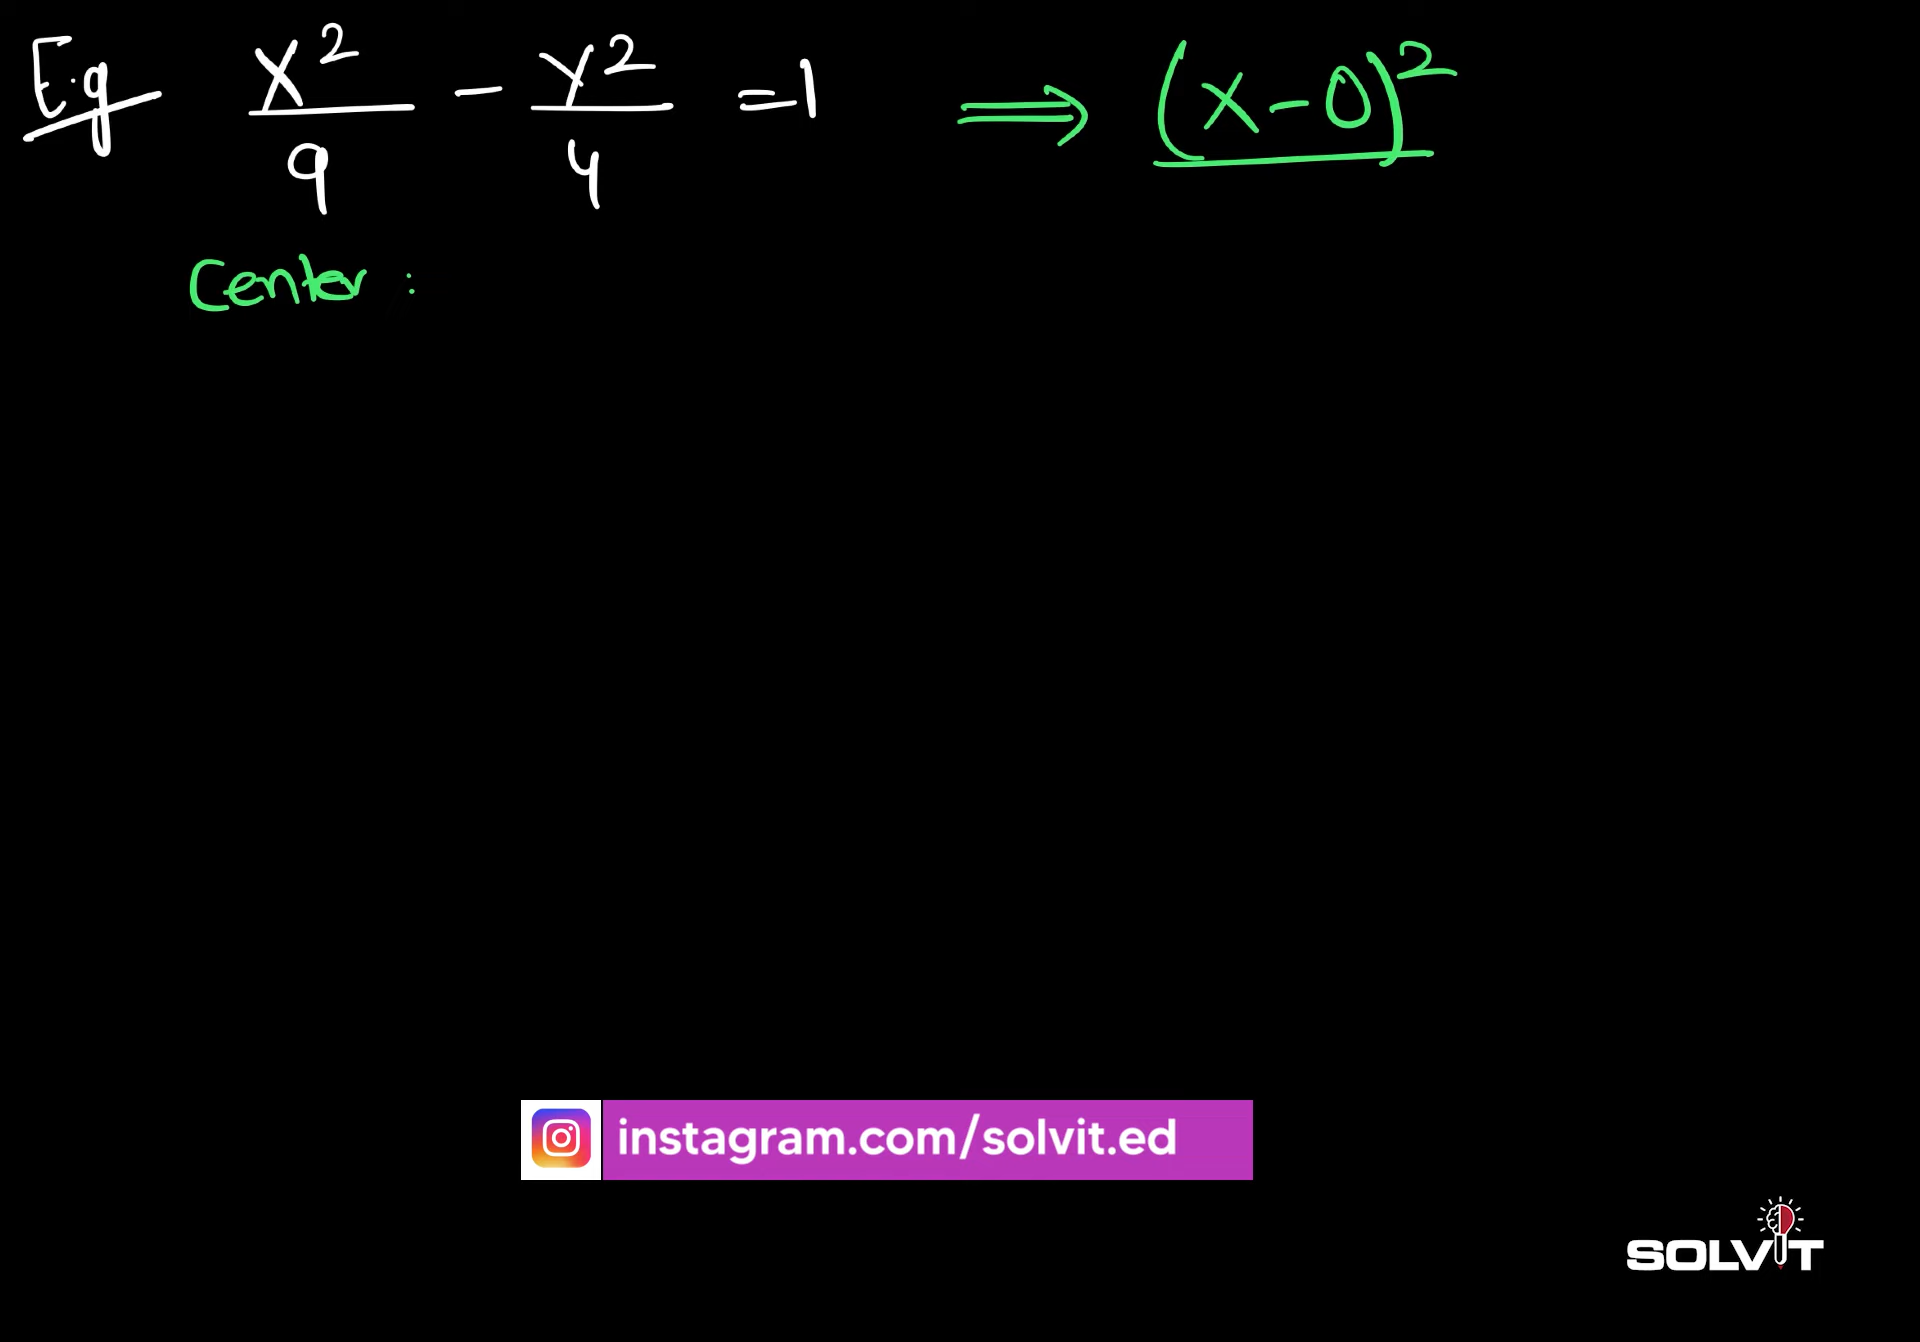 E.g x²/9 - y²/4 = 1 ⟹ (x-0)²
Center :
instagram.com/solvit.ed
SOLVIT